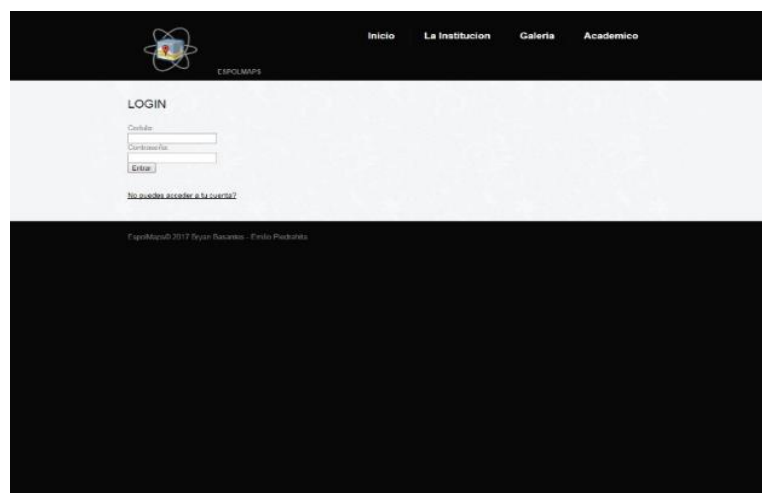 Inicio La Institucion Galeria Academico
ESPOLMAPS
LOGIN
Cedula:
Contraseña:
Entrar
No puedes acceder a tu cuenta?
EspolMaps© 2017 Bryan Basantes - Emilio Piedrahita